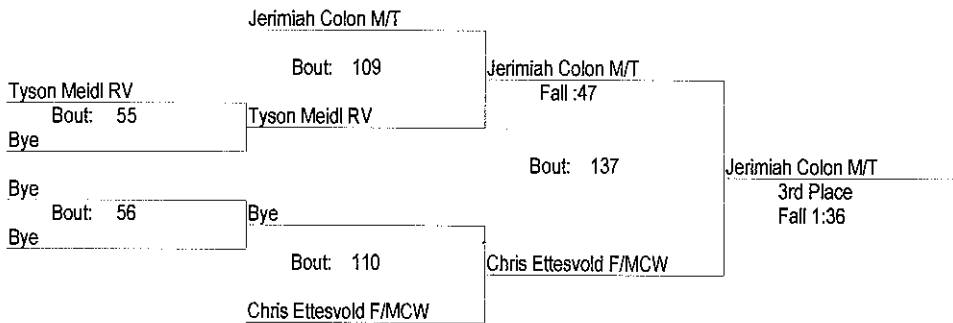 Jerimiah Colon M/T
Bout: 109
Jerimiah Colon M/T
Fall :47
Tyson Meidl RV
Bout: 55
Tyson Meidl RV
Bye
Bout: 137
Jerimiah Colon M/T
3rd Place
Fall 1:36
Bye
Bout: 56
Bye
Bye
Bout: 110
Chris Ettesvold F/MCW
Chris Ettesvold F/MCW